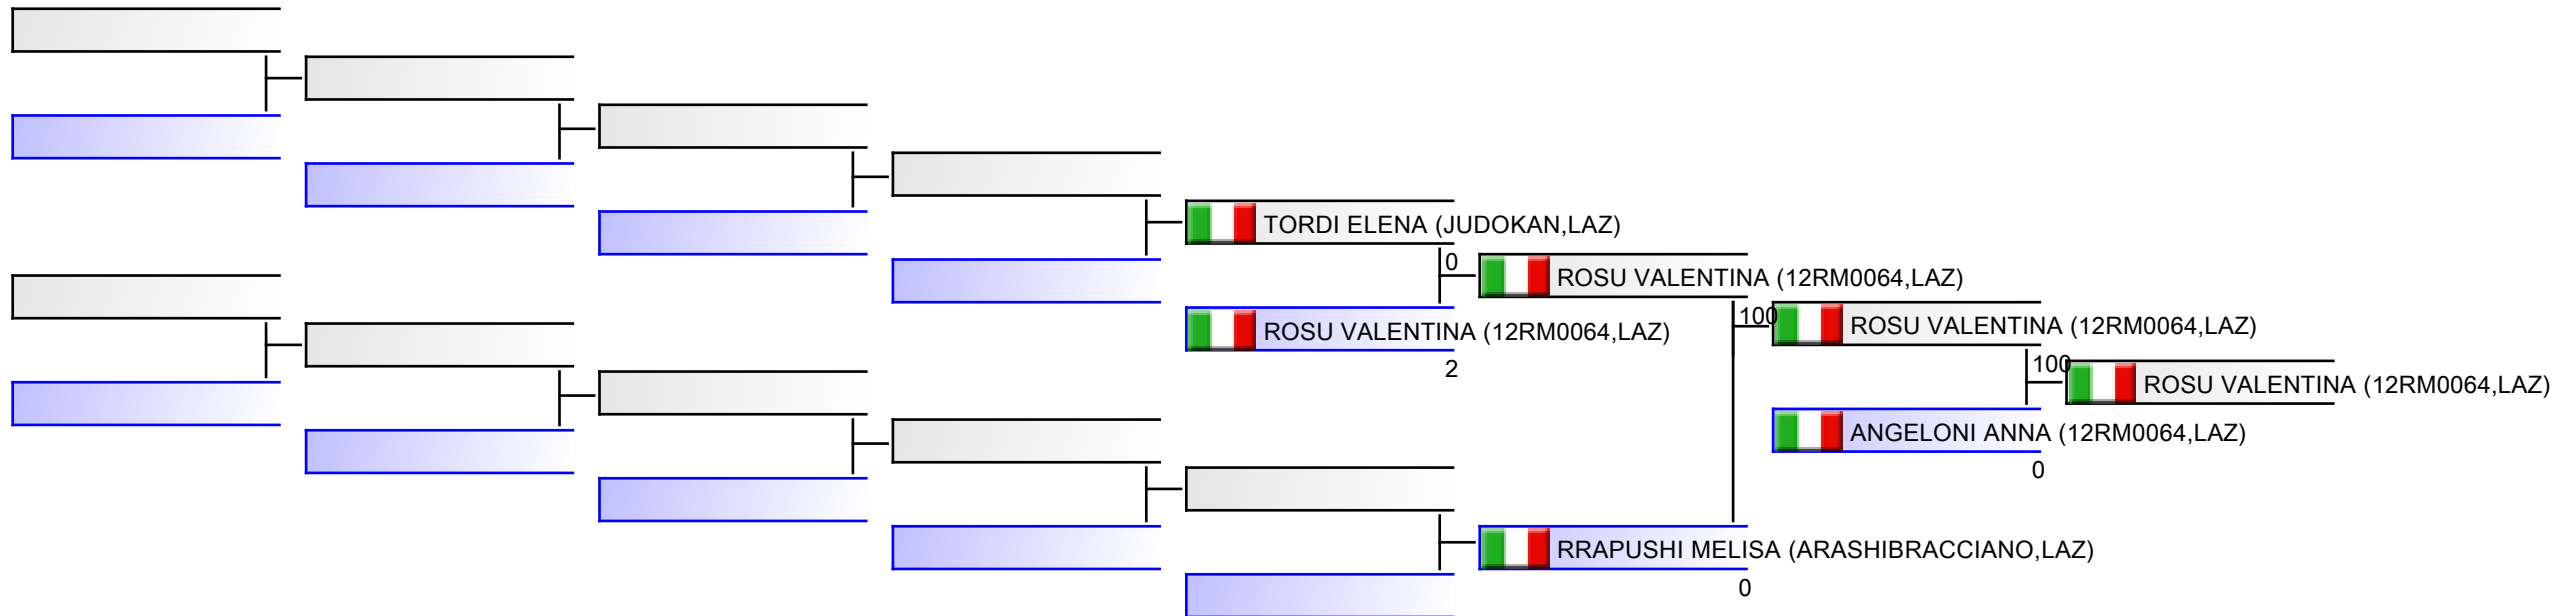 TORDI ELENA (JUDOKAN,LAZ)
0
ROSU VALENTINA (12RM0064,LAZ)
ROSU VALENTINA (12RM0064,LAZ)
2
100
ROSU VALENTINA (12RM0064,LAZ)
100
ROSU VALENTINA (12RM0064,LAZ)
ANGELONI ANNA (12RM0064,LAZ)
0
RRAPUSHI MELISA (ARASHIBRACCIANO,LAZ)
0